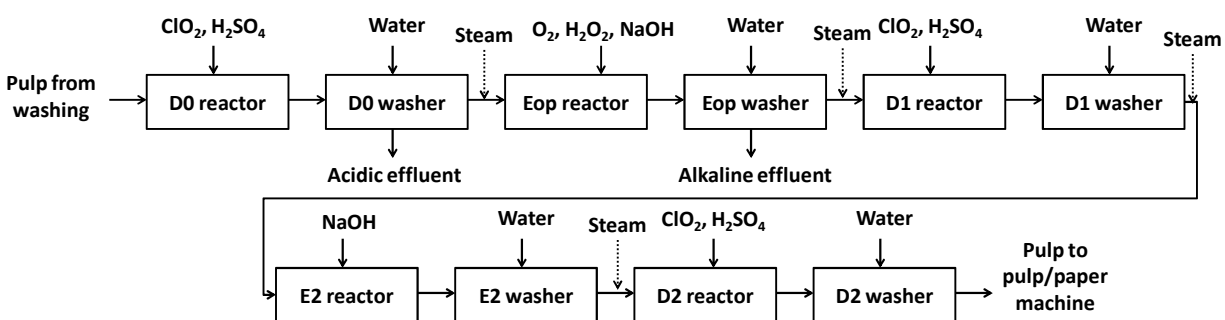 ClO₂, H₂SO₄
Water
Steam
O₂, H₂O₂, NaOH
Water
Steam
ClO₂, H₂SO₄
Water
Steam
Pulp from
washing
D0 reactor
D0 washer
Eop reactor
Eop washer
D1 reactor
D1 washer
Acidic effluent
Alkaline effluent
NaOH
Water
Steam
ClO₂, H₂SO₄
Water
E2 reactor
E2 washer
D2 reactor
D2 washer
Pulp to
pulp/paper
machine